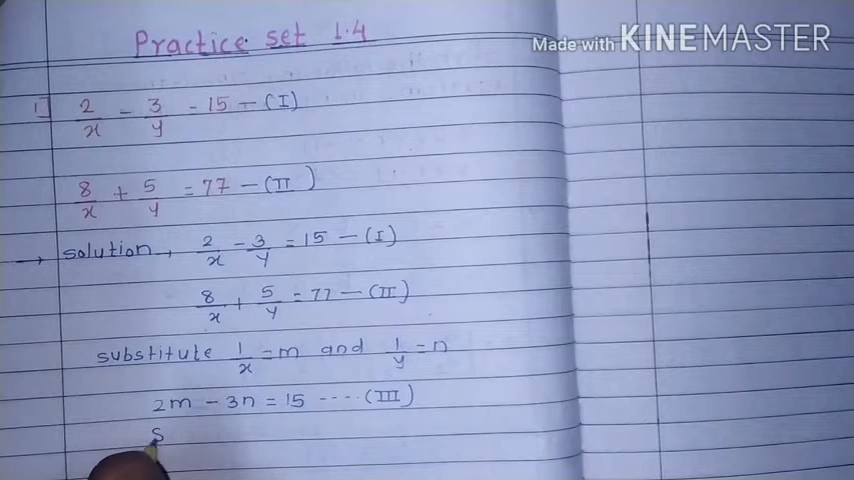 Practice set 1.4
Made with KINEMASTER
1] 2/x - 3/y - 15 - (I)
8/x + 5/y = 77 - (II)
→ solution → 2/x - 3/y = 15 - (I)
8/x + 5/y = 77 - (II)
substitute 1/x = m and 1/y = n
2m - 3n = 15 ---- (III)
S